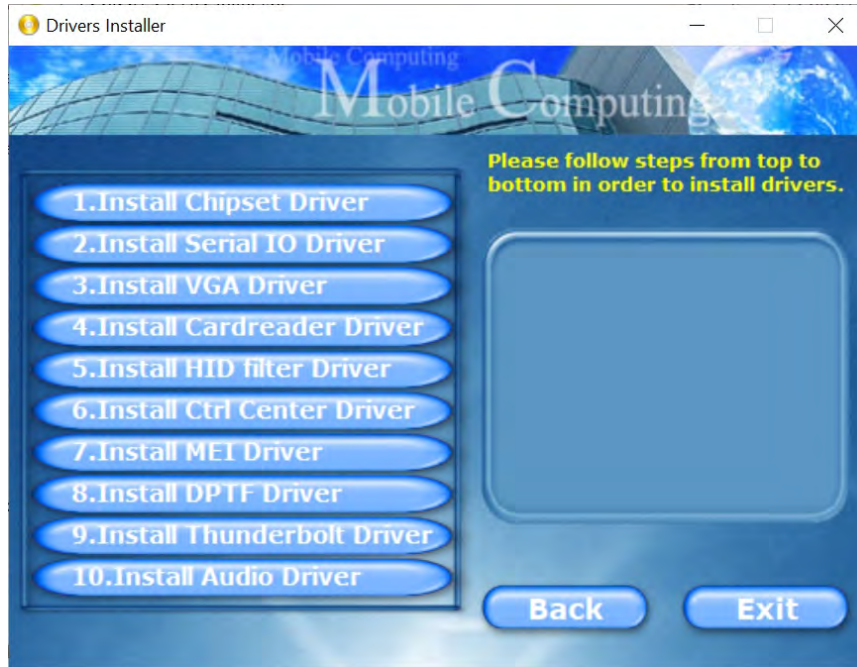 Drivers Installer
Mobile Computing
Mobile Computing
Please follow steps from top to
bottom in order to install drivers.
1.Install Chipset Driver
2.Install Serial IO Driver
3.Install VGA Driver
4.Install Cardreader Driver
5.Install HID filter Driver
6.Install Ctrl Center Driver
7.Install MEI Driver
8.Install DPTF Driver
9.Install Thunderbolt Driver
10.Install Audio Driver
Back
Exit